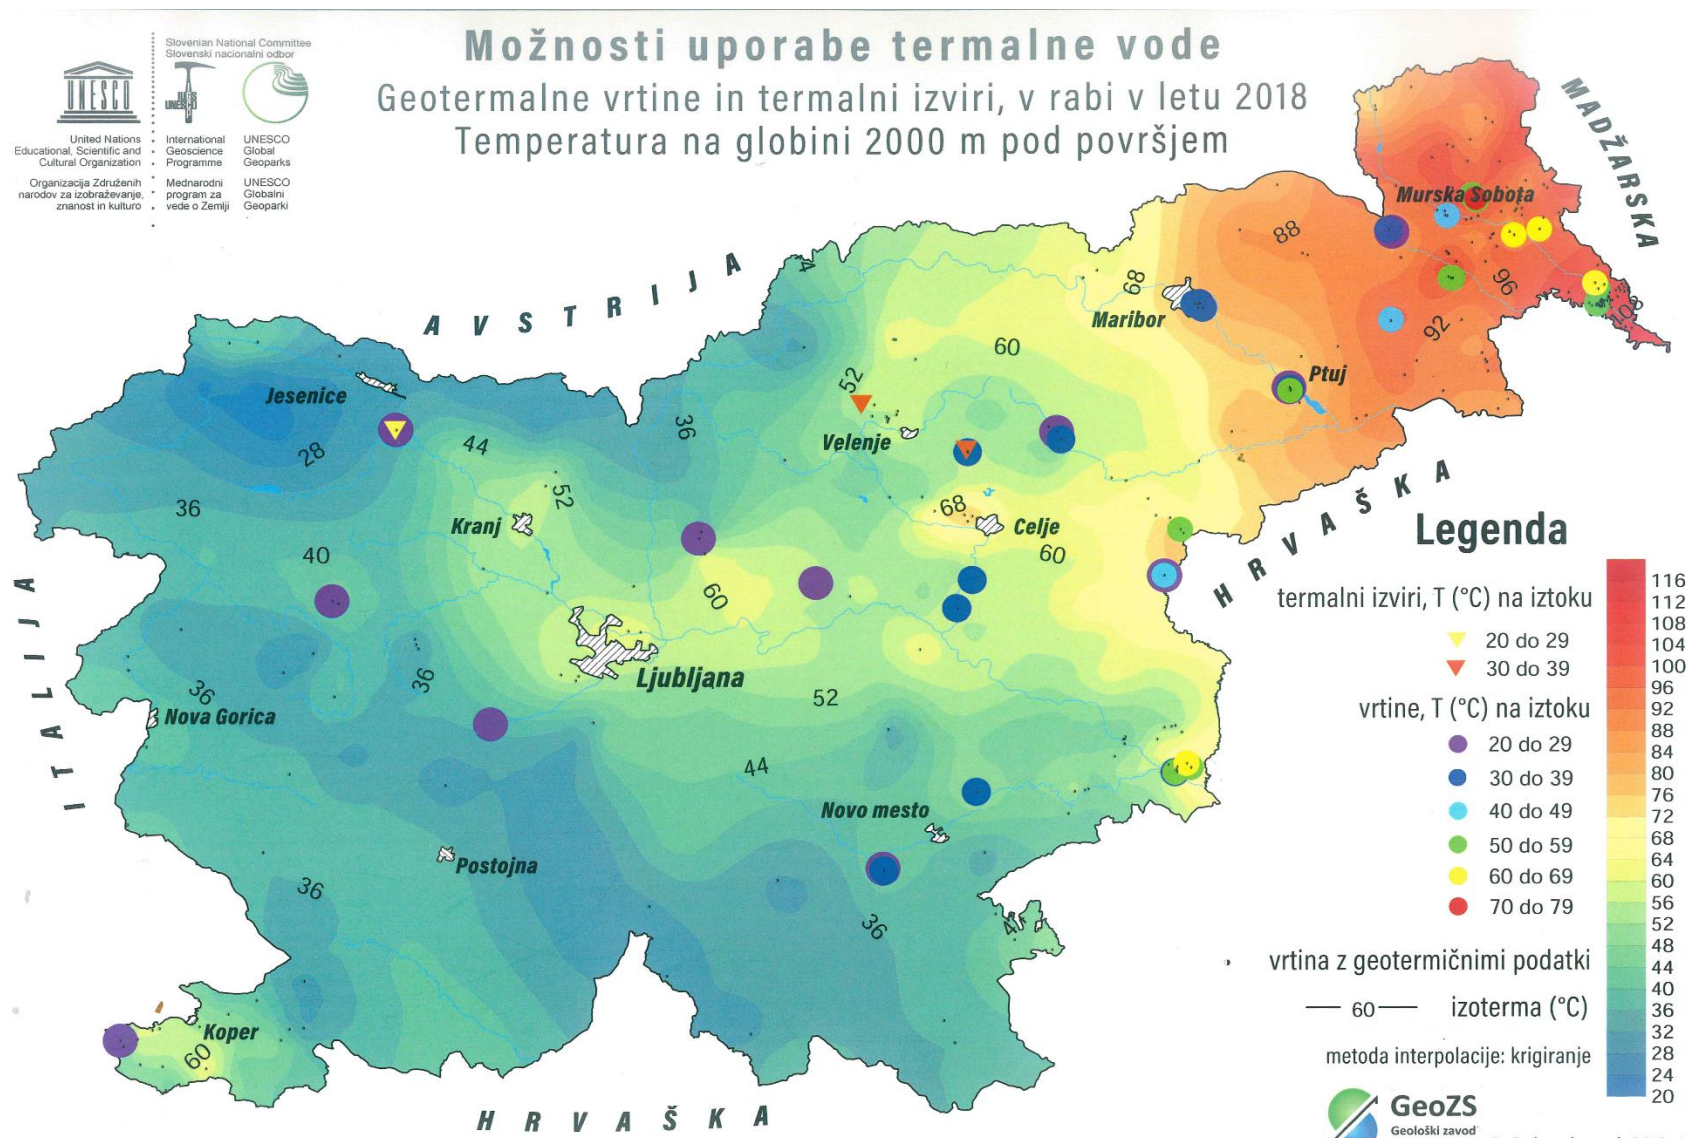 Slovenian National Committee
Slovenski nacionalni odbor
UNESCO
IUGS
UNESCO
United Nations
Educational, Scientific and
Cultural Organization
International
Geoscience
Programme
UNESCO
Global
Geoparks
Organizacija Združenih
narodov za izobraževanje,
znanost in kulturo
Mednarodni
program za
vede o Zemlji
UNESCO
Globalni
Geoparki
Možnosti uporabe termalne vode
Geotermalne vrtine in termalni izviri, v rabi v letu 2018
Temperatura na globini 2000 m pod površjem
MADŽARSKA
AVSTRIJA
ITALIJA
HRVAŠKA
HRVAŠKA
Murska Sobota
88
96
108
92
68
Maribor
60
Ptuj
52
Velenje
36
Jesenice
28
44
52
36
Kranj
68
Celje
60
40
60
Ljubljana
36
36
Nova Gorica
52
44
Novo mesto
Postojna
36
36
Koper
60
Legenda
termalni izviri, T (°C) na iztoku
20 do 29
30 do 39
vrtine, T (°C) na iztoku
20 do 29
30 do 39
40 do 49
50 do 59
60 do 69
70 do 79
vrtina z geotermičnimi podatki
60
izoterma (°C)
metoda interpolacije: krigiranje
116
112
108
104
100
96
92
88
84
80
76
72
68
64
60
56
52
48
44
40
36
32
28
24
20
GeoZS
Geološki zavod